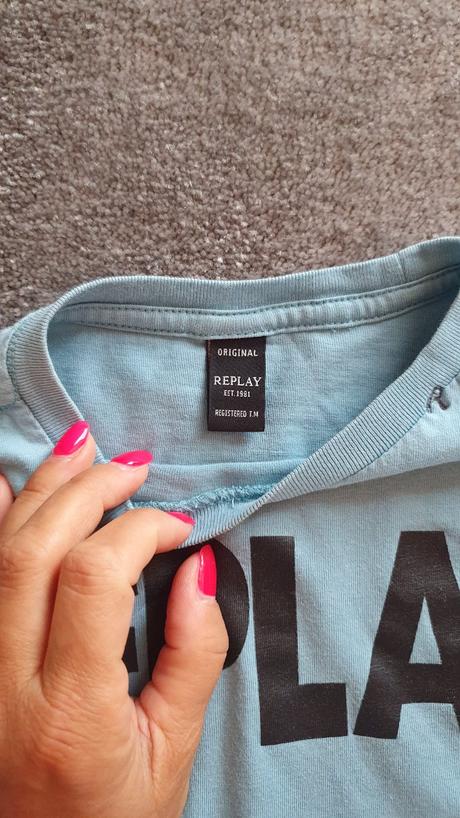 ORIGINAL
REPLAY
EST.1981
REGISTERED T.M
PLA